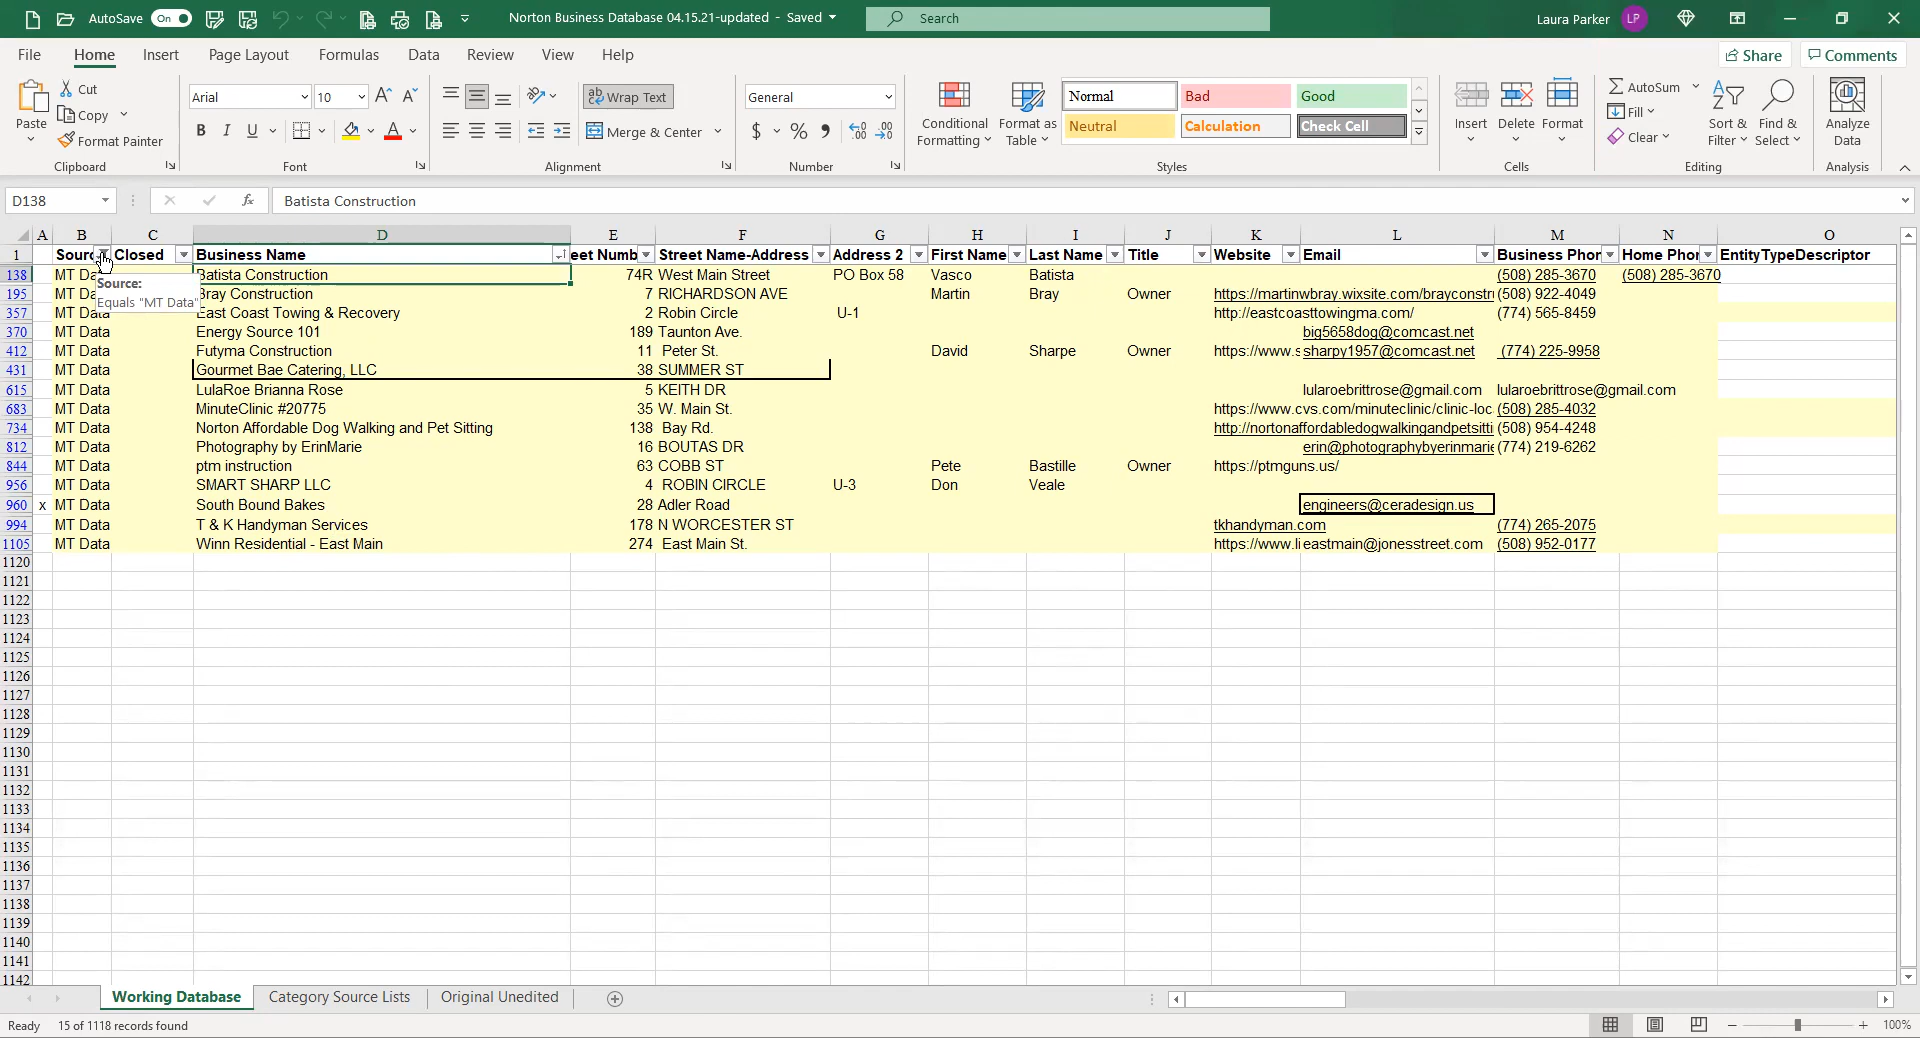 AutoSave On Norton Business Database 04.15.21-updated - Saved Search Laura Parker LP
File Home Insert Page Layout Formulas Data Review View Help Share Comments
Paste Cut Copy Format Painter Clipboard
Arial 10 B I U A A A Font
ab Wrap Text Merge & Center Alignment
General $ % Number
Conditional Formatting Format as Table
Normal Bad Good
Neutral Calculation Check Cell
Styles
Insert Delete Format Cells
AutoSum Fill Clear Sort & Filter Find & Select Editing
Analyze Data Analysis
D138 fx Batista Construction
A B C D E F G H I J K L M N O
1 Sourc Closed Business Name eet Numb Street Name-Address Address 2 First Name Last Name Title Website Email Business Phor Home Phor EntityTypeDescriptor
138 MT Da Batista Construction 74R West Main Street PO Box 58 Vasco Batista (508) 285-3670 (508) 285-3670
Source:
Equals "MT Data"
195 MT Da Bray Construction 7 RICHARDSON AVE Martin Bray Owner https://martinwbray.wixsite.com/brayconstru (508) 922-4049
357 MT Data East Coast Towing & Recovery 2 Robin Circle U-1 http://eastcoasttowingma.com/ (774) 565-8459
370 MT Data Energy Source 101 189 Taunton Ave. big5658dog@comcast.net
412 MT Data Futyma Construction 11 Peter St. David Sharpe Owner https://www.s sharpy1957@comcast.net (774) 225-9958
431 MT Data Gourmet Bae Catering, LLC 38 SUMMER ST
615 MT Data LulaRoe Brianna Rose 5 KEITH DR lularoebrittrose@gmail.com lularoebrittrose@gmail.com
683 MT Data MinuteClinic #20775 35 W. Main St. https://www.cvs.com/minuteclinic/clinic-loc (508) 285-4032
734 MT Data Norton Affordable Dog Walking and Pet Sitting 138 Bay Rd. http://nortonaffordabledogwalkingandpetsitti (508) 954-4248
812 MT Data Photography by ErinMarie 16 BOUTAS DR erin@photographybyerinmarie (774) 219-6262
844 MT Data ptm instruction 63 COBB ST Pete Bastille Owner https://ptmguns.us/
956 MT Data SMART SHARP LLC 4 ROBIN CIRCLE U-3 Don Veale
960 x MT Data South Bound Bakes 28 Adler Road engineers@ceradesign.us
994 MT Data T & K Handyman Services 178 N WORCESTER ST tkhandyman.com (774) 265-2075
1105 MT Data Winn Residential - East Main 274 East Main St. https://www.li eastmain@jonesstreet.com (508) 952-0177
1120
1121
1122
1123
1124
1125
1126
1127
1128
1129
1130
1131
1132
1133
1134
1135
1136
1137
1138
1139
1140
1141
1142
Working Database Category Source Lists Original Unedited
Ready 15 of 1118 records found 100%